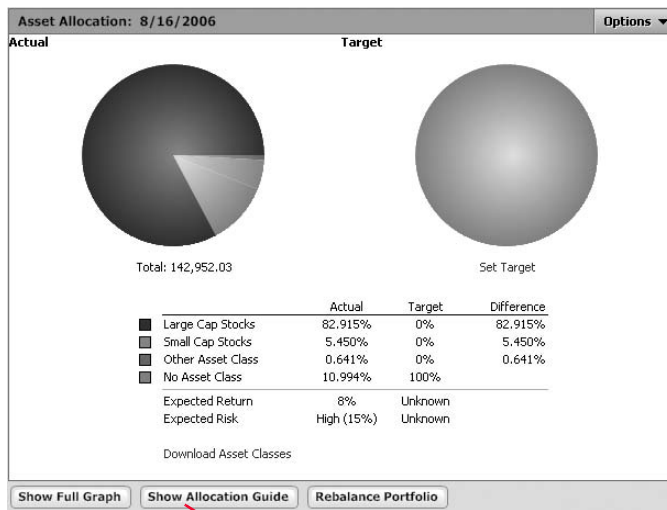 Asset Allocation: 8/16/2006 Options
Actual Target
Total: 142,952.03 Set Target
Actual Target Difference
Large Cap Stocks 82.915% 0% 82.915%
Small Cap Stocks 5.450% 0% 5.450%
Other Asset Class 0.641% 0% 0.641%
No Asset Class 10.994% 100%
Expected Return 8% Unknown
Expected Risk High (15%) Unknown
Download Asset Classes
Show Full Graph Show Allocation Guide Rebalance Portfolio